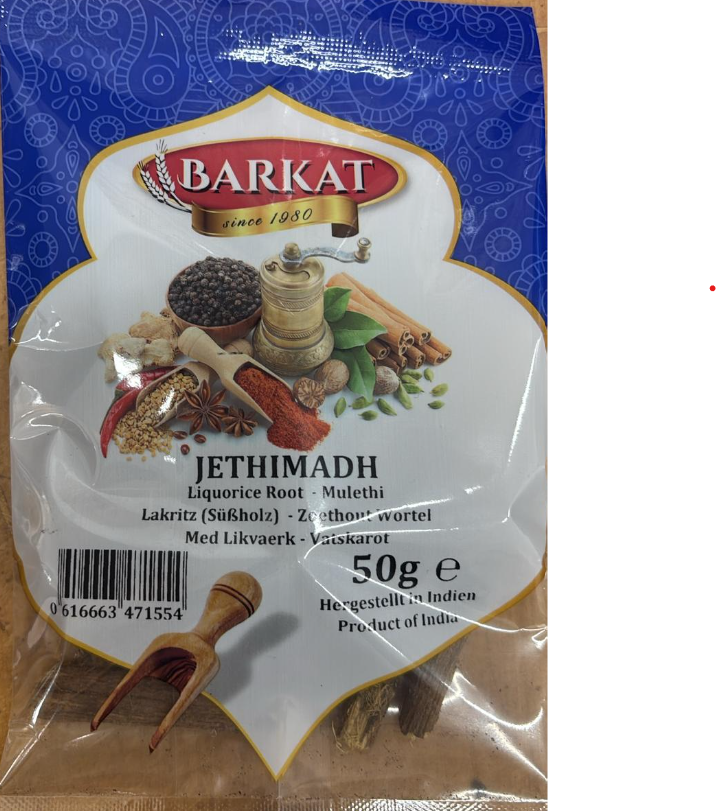 BARKAT
since 1980
JETHIMADH
Liquorice Root - Mulethi
Lakritz (Süßholz) - Zoethout Wortel
Med Likvaerk - Vatskarot
50g ℮
Hergestellt in Indien
Product of India
0 616663 471554